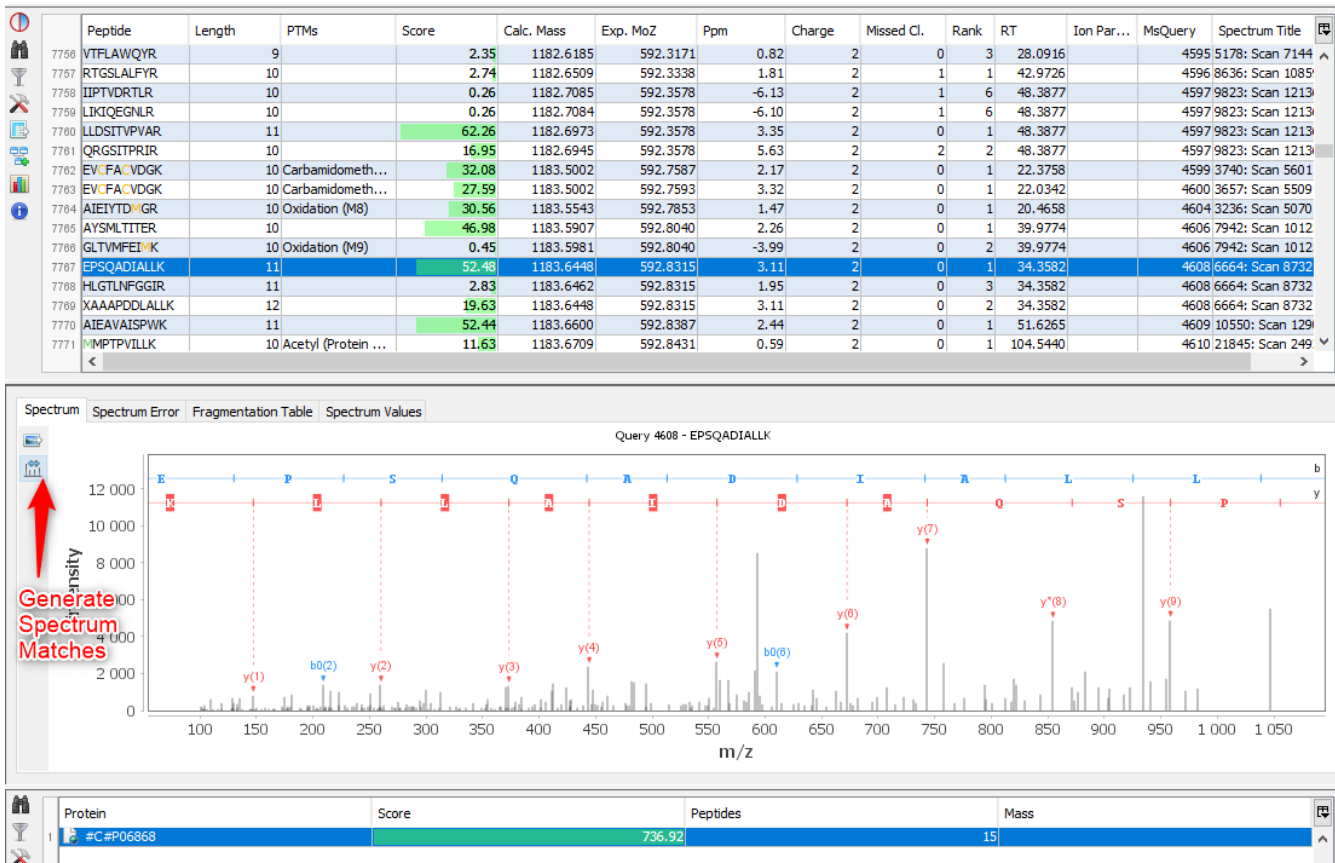 Peptide Length PTMs Score Calc. Mass Exp. MoZ Ppm Charge Missed Cl. Rank RT Ion Par... MsQuery Spectrum Title
7756 VTFLAWQYR 9 2.35 1182.6185 592.3171 0.82 2 0 3 28.0916 4595 5178: Scan 7144
7757 RTGSLALFYR 10 2.74 1182.6509 592.3338 1.81 2 1 1 42.9726 4596 8636: Scan 1085
7758 IIPTVDRTLR 10 0.26 1182.7085 592.3578 -6.13 2 1 6 48.3877 4597 9823: Scan 1213
7759 LIKIQEGNLR 10 0.26 1182.7084 592.3578 -6.10 2 1 6 48.3877 4597 9823: Scan 1213
7760 LLDSITVPVAR 11 62.26 1182.6973 592.3578 3.35 2 0 1 48.3877 4597 9823: Scan 1213
7761 QRGSITPRIR 10 16.95 1182.6945 592.3578 5.63 2 2 2 48.3877 4597 9823: Scan 1213
7762 EVCFACVDGK 10 Carbamidometh... 32.08 1183.5002 592.7587 2.17 2 0 1 22.3758 4599 3740: Scan 5601
7763 EVCFACVDGK 10 Carbamidometh... 27.59 1183.5002 592.7593 3.32 2 0 1 22.0342 4600 3657: Scan 5509
7764 AIEIYTDMGR 10 Oxidation (M8) 30.56 1183.5543 592.7853 1.47 2 0 1 20.4658 4604 3236: Scan 5070
7765 AYSMLTITER 10 46.98 1183.5907 592.8040 2.26 2 0 1 39.9774 4606 7942: Scan 1012
7766 GLTVMFEIMK 10 Oxidation (M9) 0.45 1183.5981 592.8040 -3.99 2 0 2 39.9774 4606 7942: Scan 1012
7767 EPSQADIALLK 11 52.48 1183.6448 592.8315 3.11 2 0 1 34.3582 4608 6664: Scan 8732
7768 HLGTLNFGGIR 11 2.83 1183.6462 592.8315 1.95 2 0 3 34.3582 4608 6664: Scan 8732
7769 XAAAPDDLALLK 12 19.63 1183.6448 592.8315 3.11 2 0 2 34.3582 4608 6664: Scan 8732
7770 AIEAVAISPWK 11 52.44 1183.6600 592.8387 2.44 2 0 1 51.6265 4609 10550: Scan 129
7771 MMPTPVILLK 10 Acetyl (Protein ... 11.63 1183.6709 592.8431 0.59 2 0 1 104.5440 4610 21845: Scan 249
Spectrum Spectrum Error Fragmentation Table Spectrum Values
Query 4608 - EPSQADIALLK
b
E P S Q A D I A L L
y
K L L A I D A Q S P
12 000
10 000
8 000
4 000
2 000
0
y(1) b0(2) y(2) y(3) y(4) y(5) b0(6) y(6) y(7) y*(8) y(9)
100 150 200 250 300 350 400 450 500 550 600 650 700 750 800 850 900 950 1 000 1 050
m/z
Generate
Spectrum
Matches
Protein Score Peptides Mass
1 #C#P06868 736.92 15